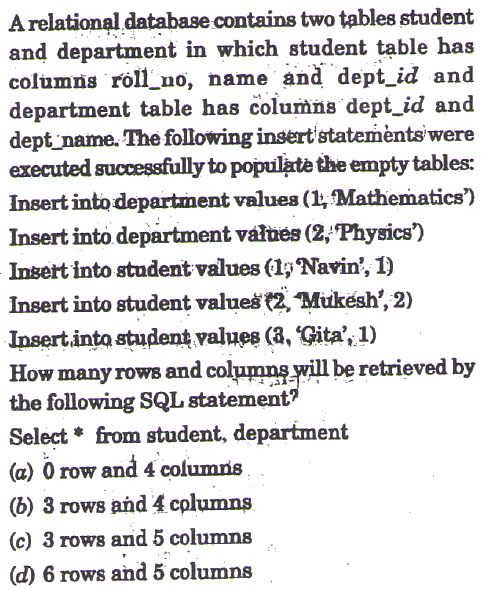 A relational database contains two tables student
and department in which student table has
columns roll_no, name and dept_id and
department table has columns dept_id and
dept_name. The following insert statements were
executed successfully to populate the empty tables:
Insert into department values (1, ‘Mathematics’)
Insert into department values (2, ‘Physics’)
Insert into student values (1, ‘Navin’, 1)
Insert into student values (2, ‘Mukesh’, 2)
Insert into student values (3, ‘Gita’, 1)
How many rows and columns will be retrieved by
the following SQL statement?
Select * from student, department
(a) 0 row and 4 columns
(b) 3 rows and 4 columns
(c) 3 rows and 5 columns
(d) 6 rows and 5 columns